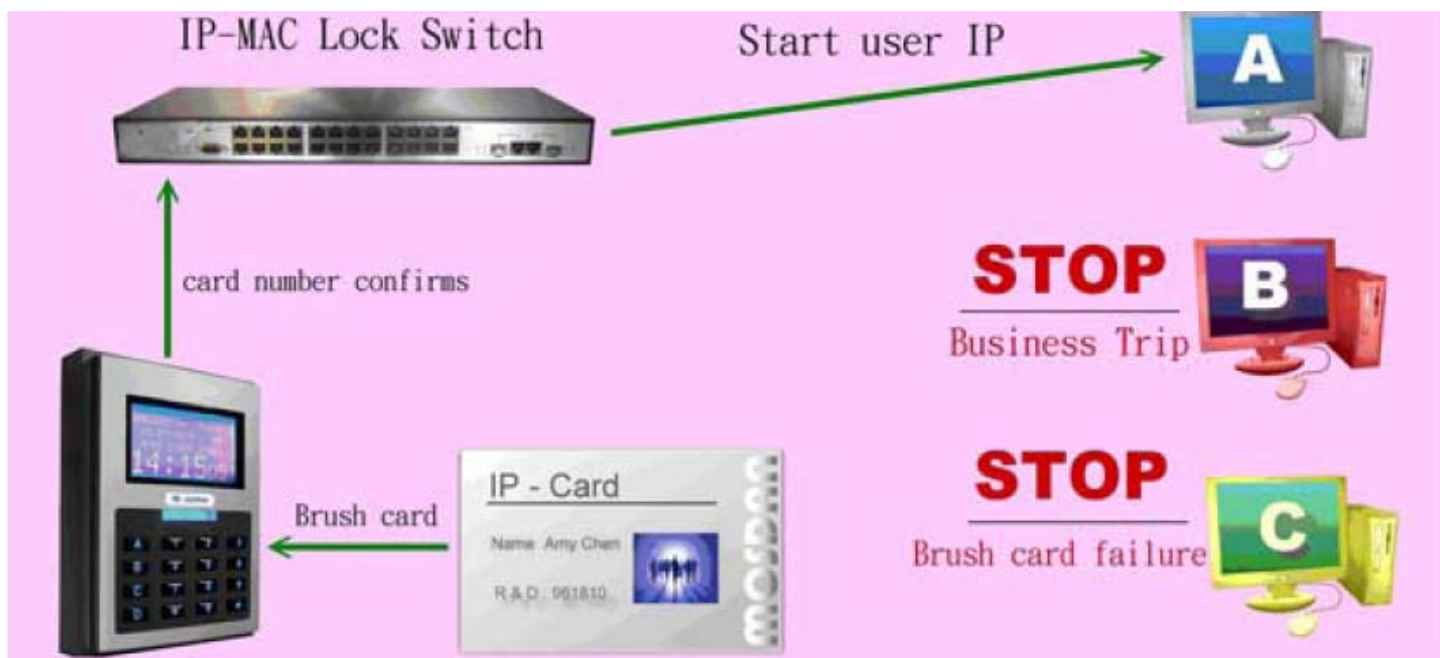 IP-MAC Lock Switch
Start user IP
A
card number confirms
STOP
Business Trip
B
14:15
IP - Card
Name Amy Chen
R & D : 961810
Brush card
STOP
Brush card failure
C
A
B
C
D